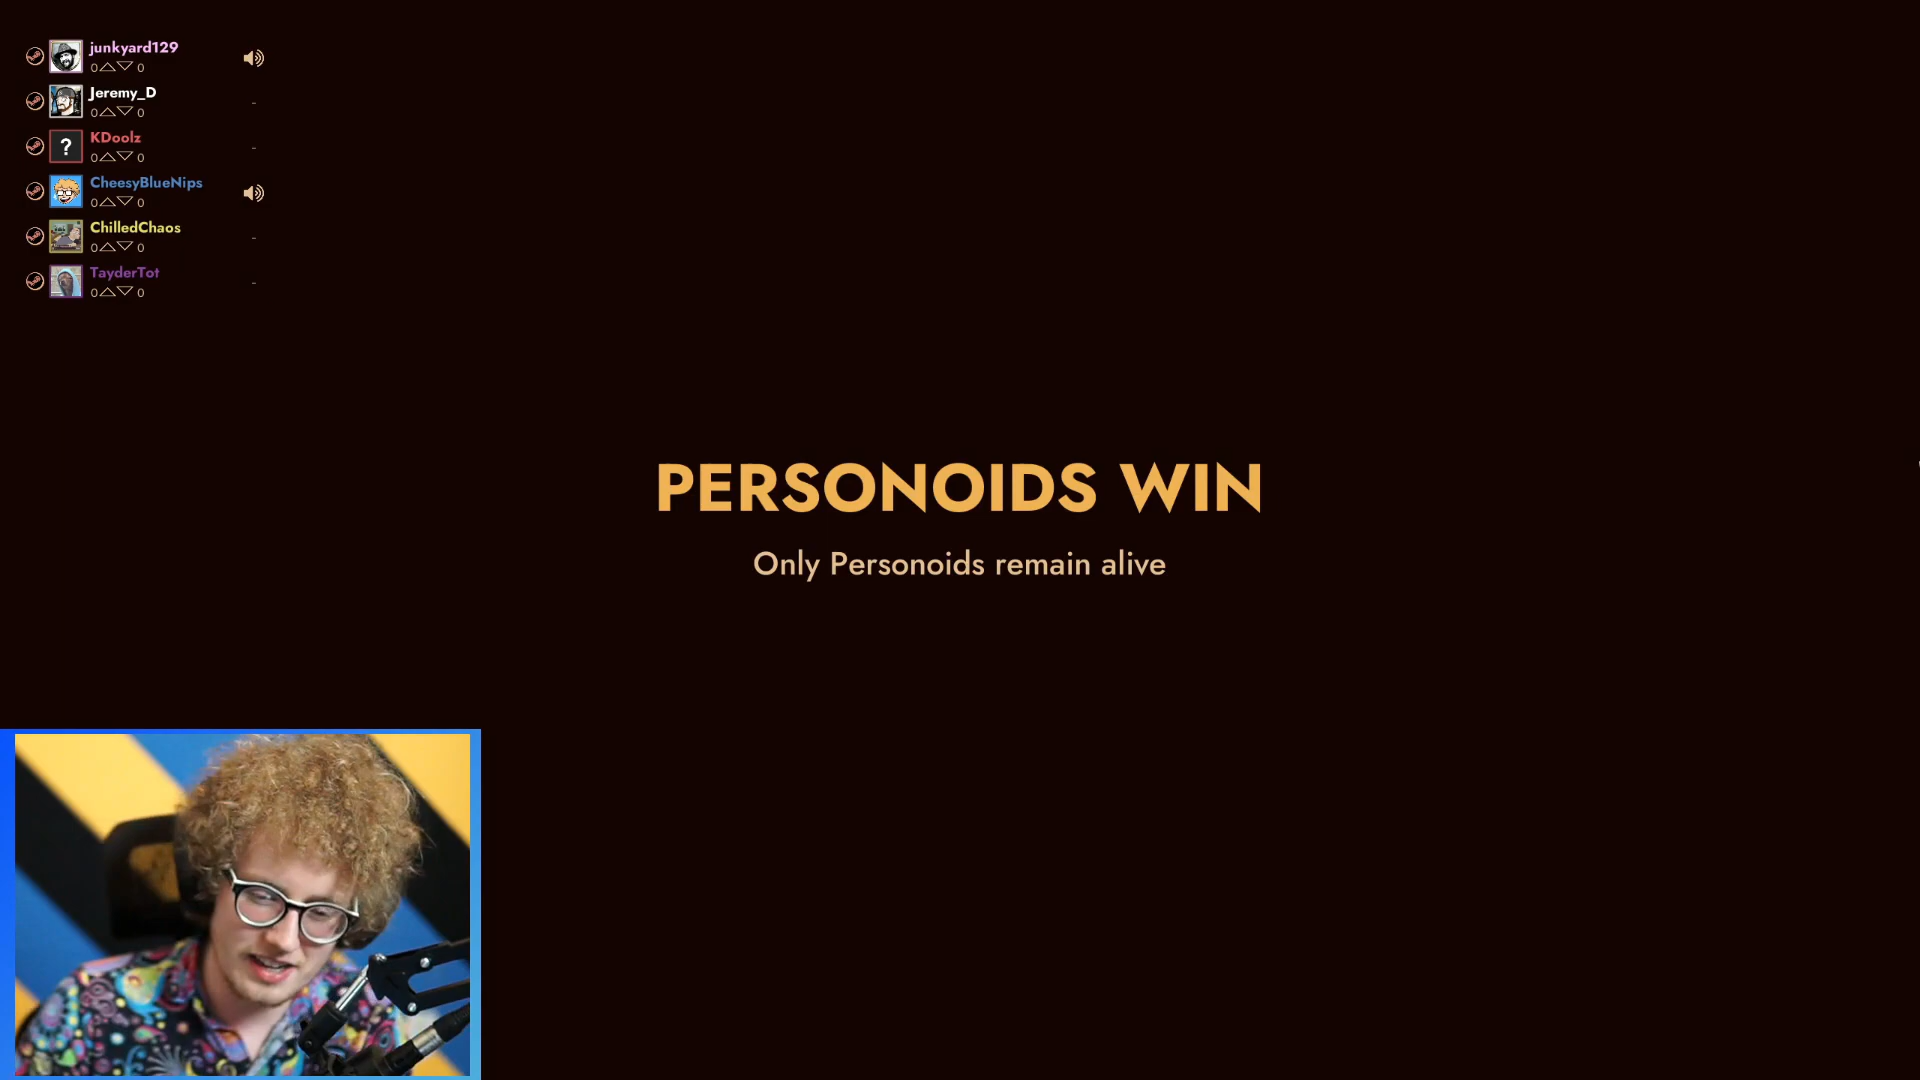 junkyard129
0 0
Jeremy_D
0 0
-
KDoolz
0 0
-
?
CheesyBlueNips
0 0
ChilledChaos
0 0
-
TayderTot
0 0
-
PERSONOIDS WIN
Only Personoids remain alive